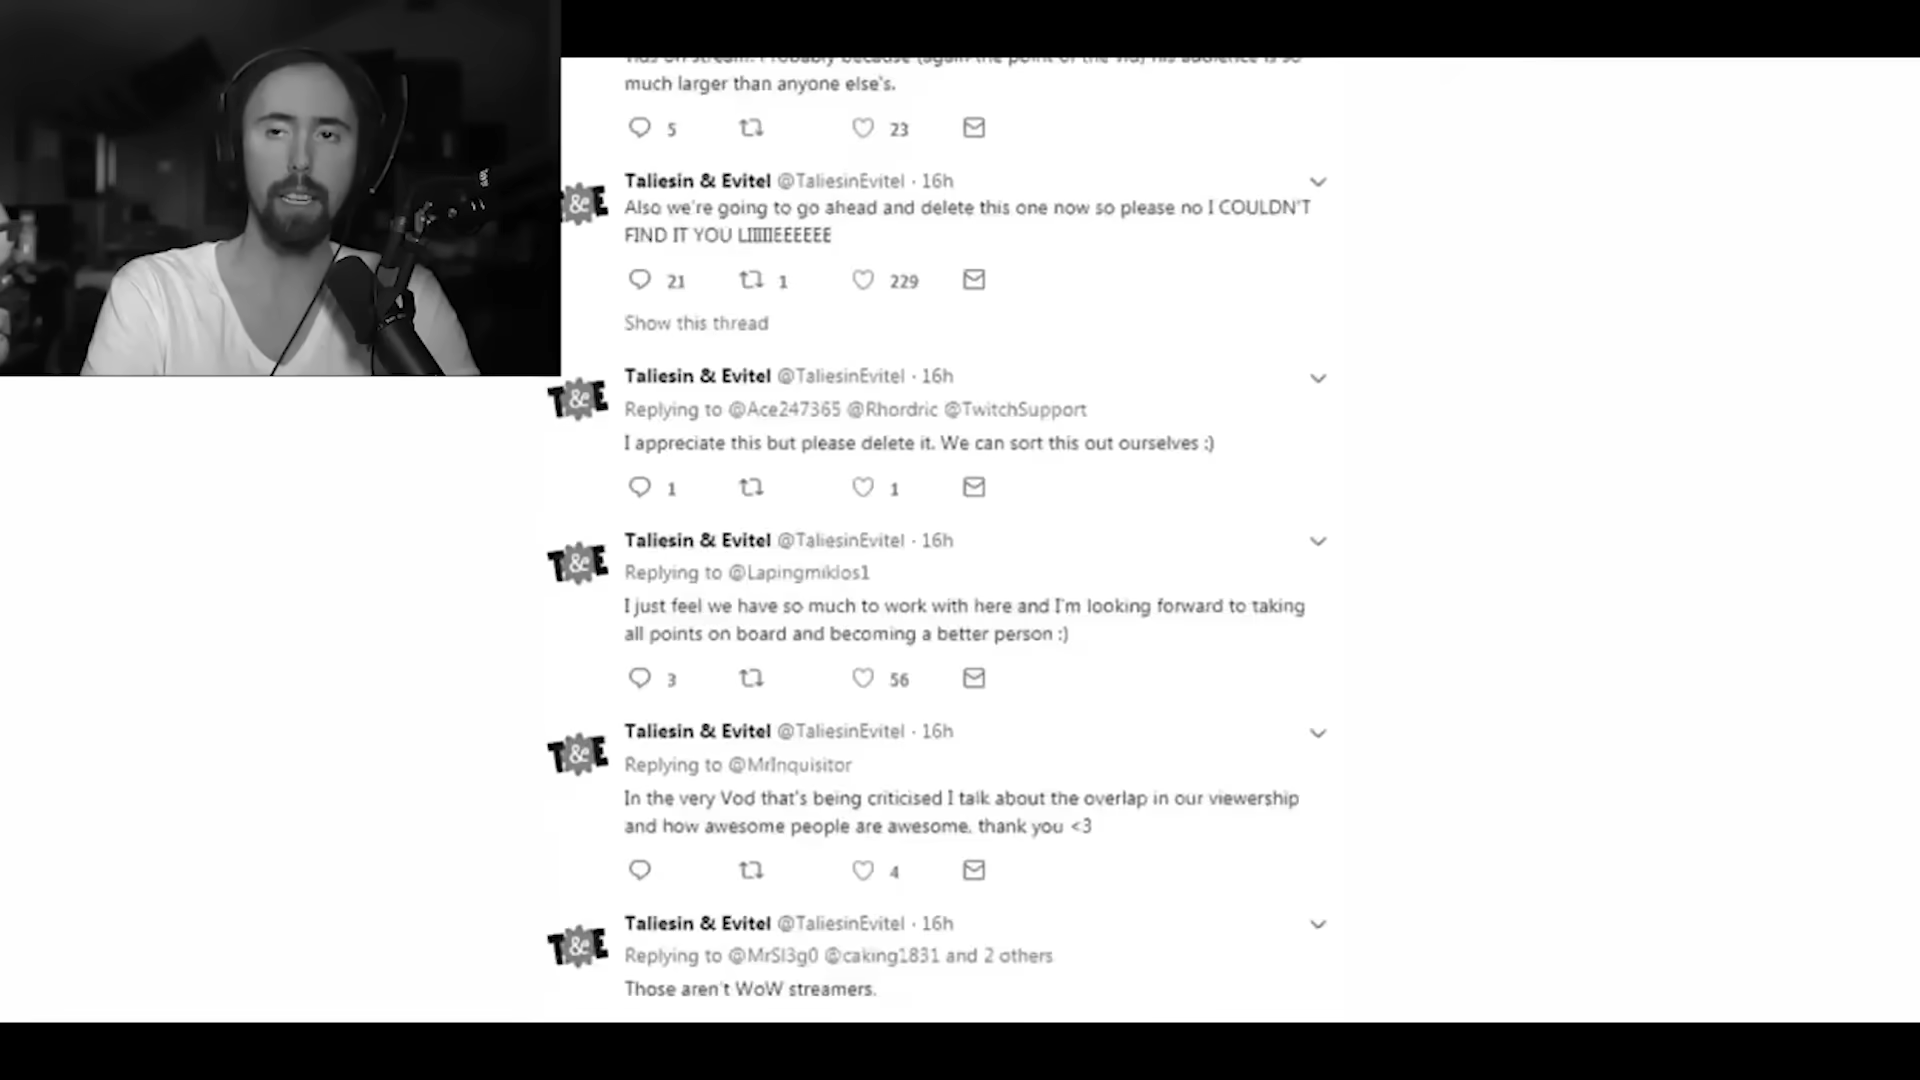 much larger than anyone else's.
5 23
Taliesin & Evitel @TaliesinEvitel · 16h
Also we're going to go ahead and delete this one now so please no I COULDN'T
FIND IT YOU LIIIIIEEEEEE
21 1 229
Show this thread
T&E Taliesin & Evitel @TaliesinEvitel · 16h
Replying to @Ace247365 @Rhordric @TwitchSupport
I appreciate this but please delete it. We can sort this out ourselves :)
1 1
T&E Taliesin & Evitel @TaliesinEvitel · 16h
Replying to @Lapingmiklos1
I just feel we have so much to work with here and I'm looking forward to taking
all points on board and becoming a better person :)
3 56
T&E Taliesin & Evitel @TaliesinEvitel · 16h
Replying to @MrInquisitor
In the very Vod that's being criticised I talk about the overlap in our viewership
and how awesome people are awesome. thank you <3
4
T&E Taliesin & Evitel @TaliesinEvitel · 16h
Replying to @MrSl3g0 @caking1831 and 2 others
Those aren't WoW streamers.